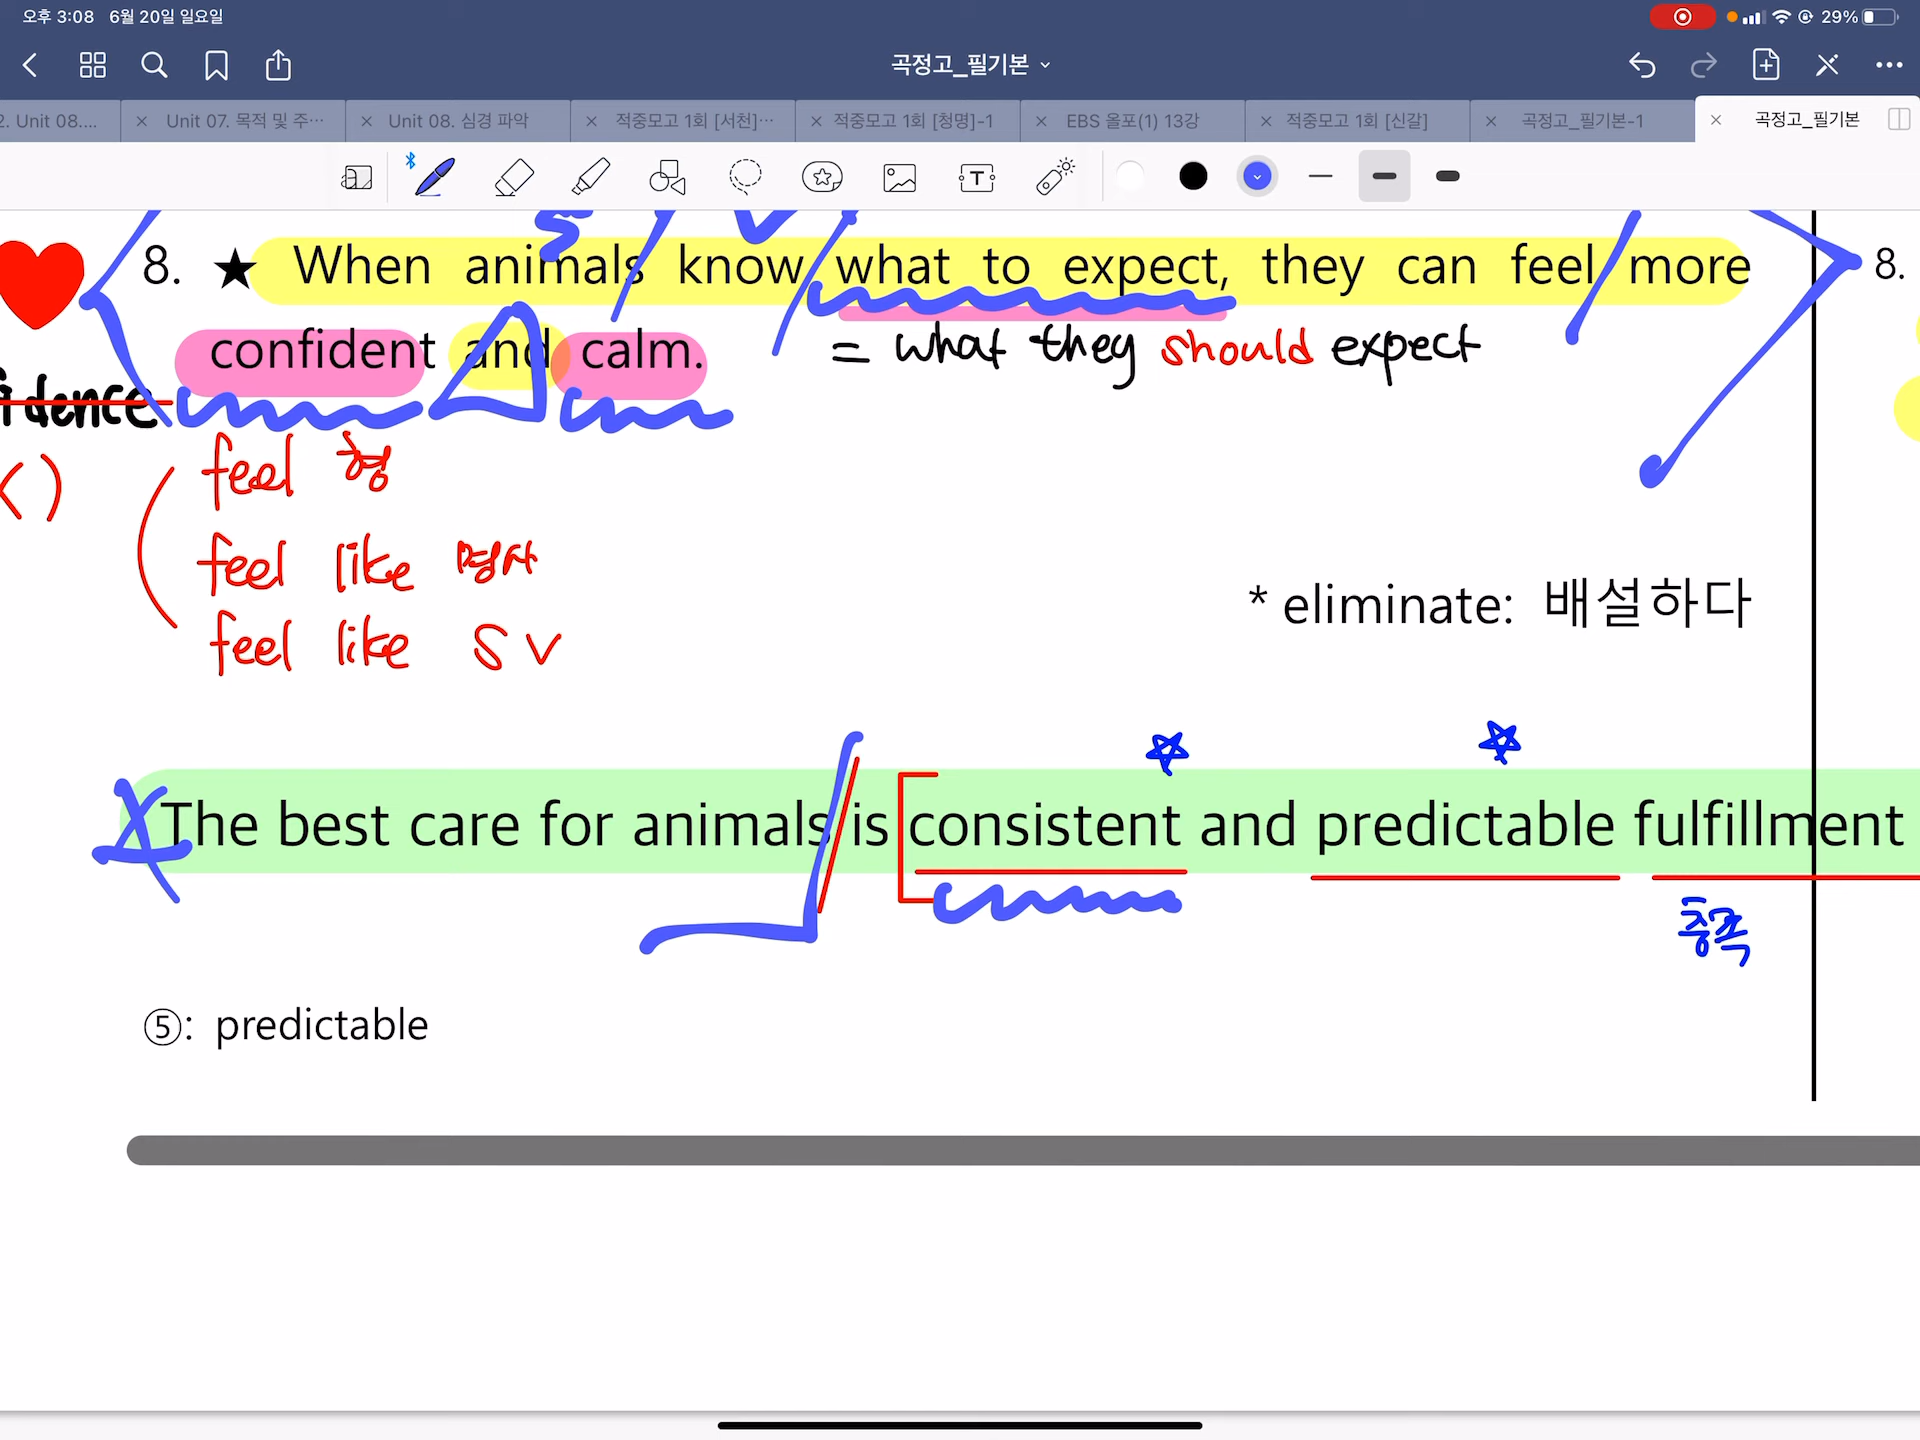 오후 3:08 6월 20일 일요일 29%
곡정고_필기본
2. Unit 08.... Unit 07. 목적 및 주… Unit 08. 심경 파악 적중모고 1회 [서천]… 적중모고 1회 [청명]-1 EBS 올포(1) 13강 적중모고 1회 [신갈] 곡정고_필기본-1 곡정고_필기본
8. ★ When animals know what to expect, they can feel more 8.
confident and calm. = what they should expect
idence
feel 형
feel like 명사
feel like S V
* eliminate: 배설하다
The best care for animals is consistent and predictable fulfillment
충족
⑤: predictable